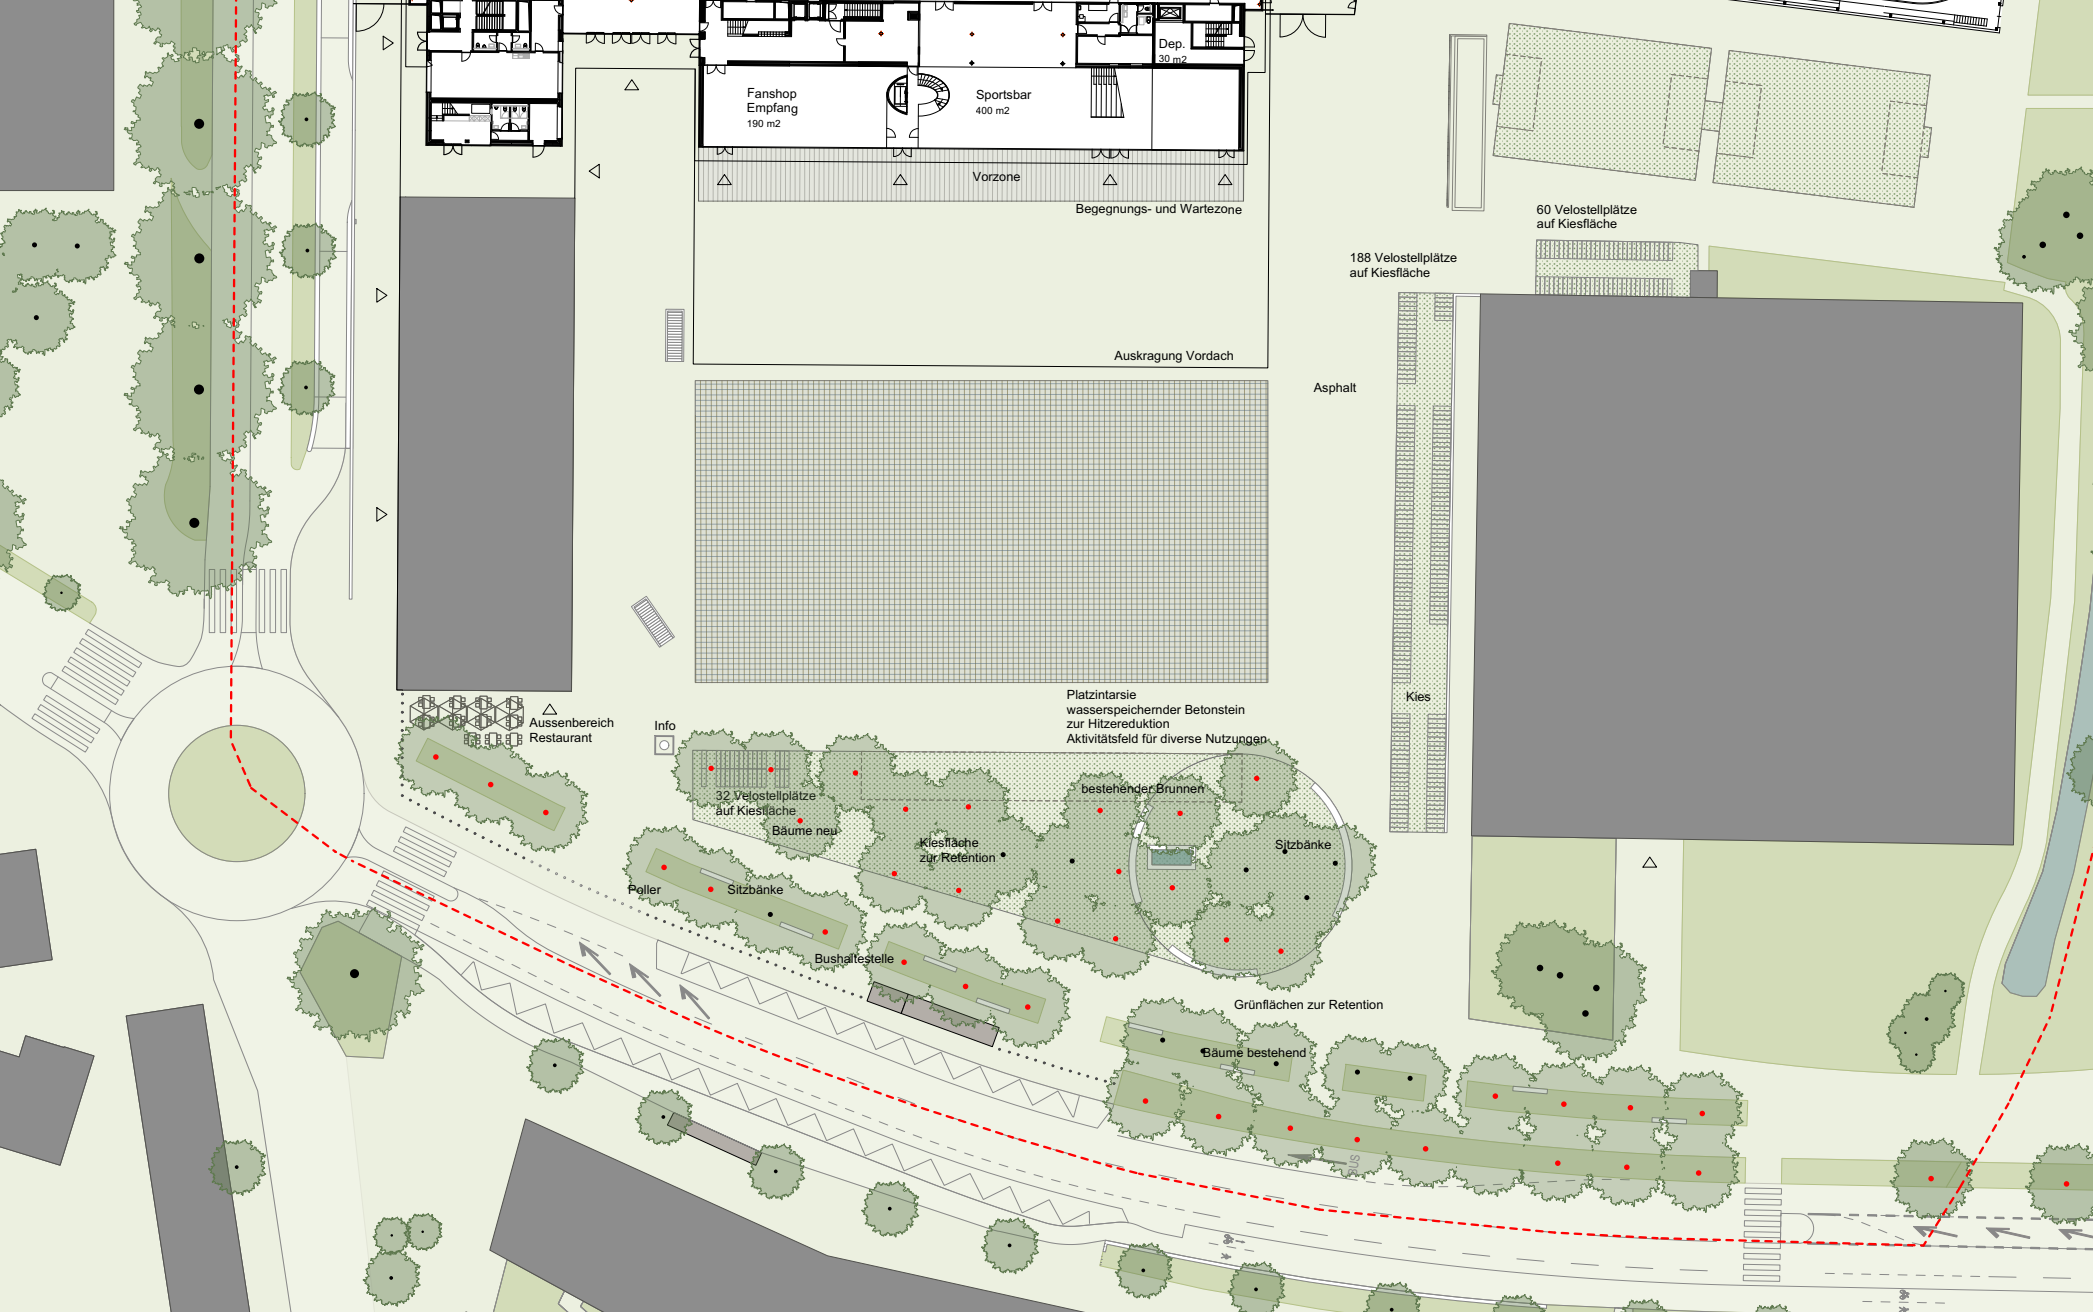 Dep.
30 m2
Fanshop
Empfang
190 m2
Sportsbar
400 m2
Vorzone
Begegnungs- und Wartezone
60 Velostellplätze
auf Kiesfläche
188 Velostellplätze
auf Kiesfläche
Auskragung Vordach
Asphalt
Kies
Platzintarsie
wasserspeichernder Betonstein
zur Hitzereduktion
Aktivitätsfeld für diverse Nutzungen
Aussenbereich
Restaurant
Info
bestehender Brunnen
32 Velostellplätze
auf Kiesfläche
Bäume neu
Kiesfläche
zur Retention
Sitzbänke
Poller
Sitzbänke
Bushaltestelle
Grünflächen zur Retention
Bäume bestehend
BUS